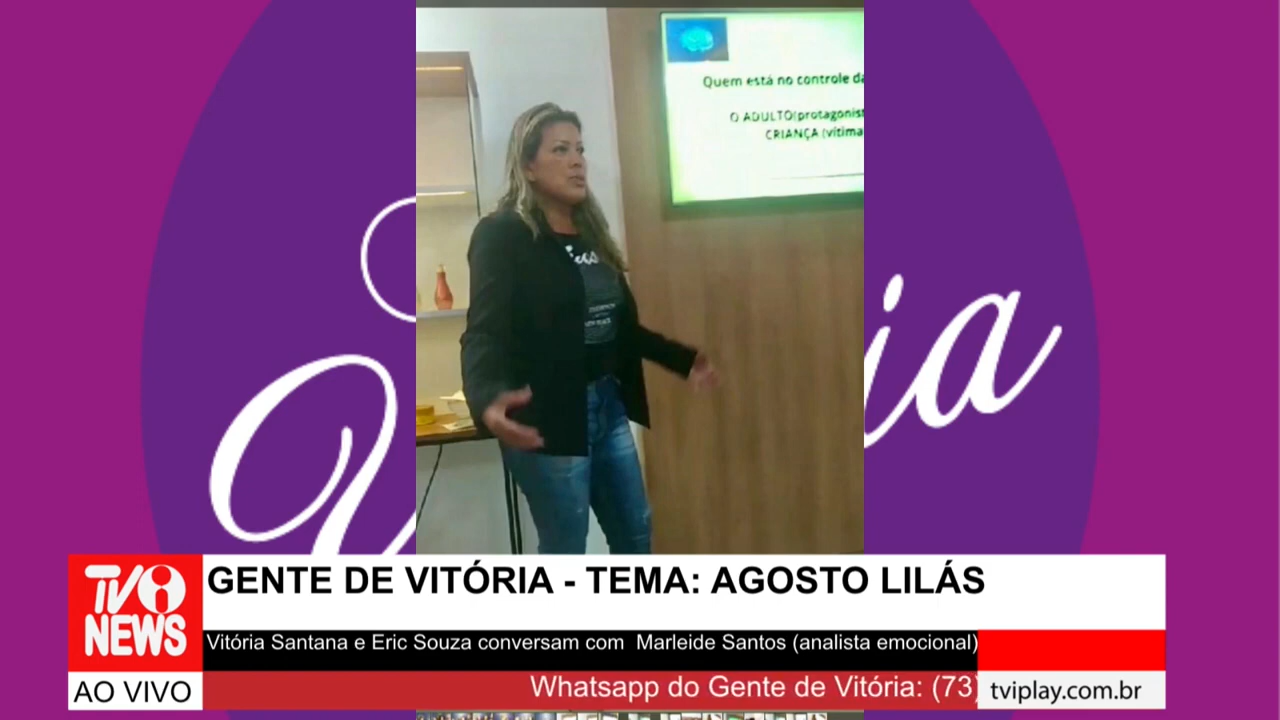 Quem está no controle da
O ADULTO(protagonist
CRIANÇA (vítima
TVi
NEWS
GENTE DE VITÓRIA - TEMA: AGOSTO LILÁS
Vitória Santana e Eric Souza conversam com Marleide Santos (analista emocional)
AO VIVO
Whatsapp do Gente de Vitória: (73)
tviplay.com.br